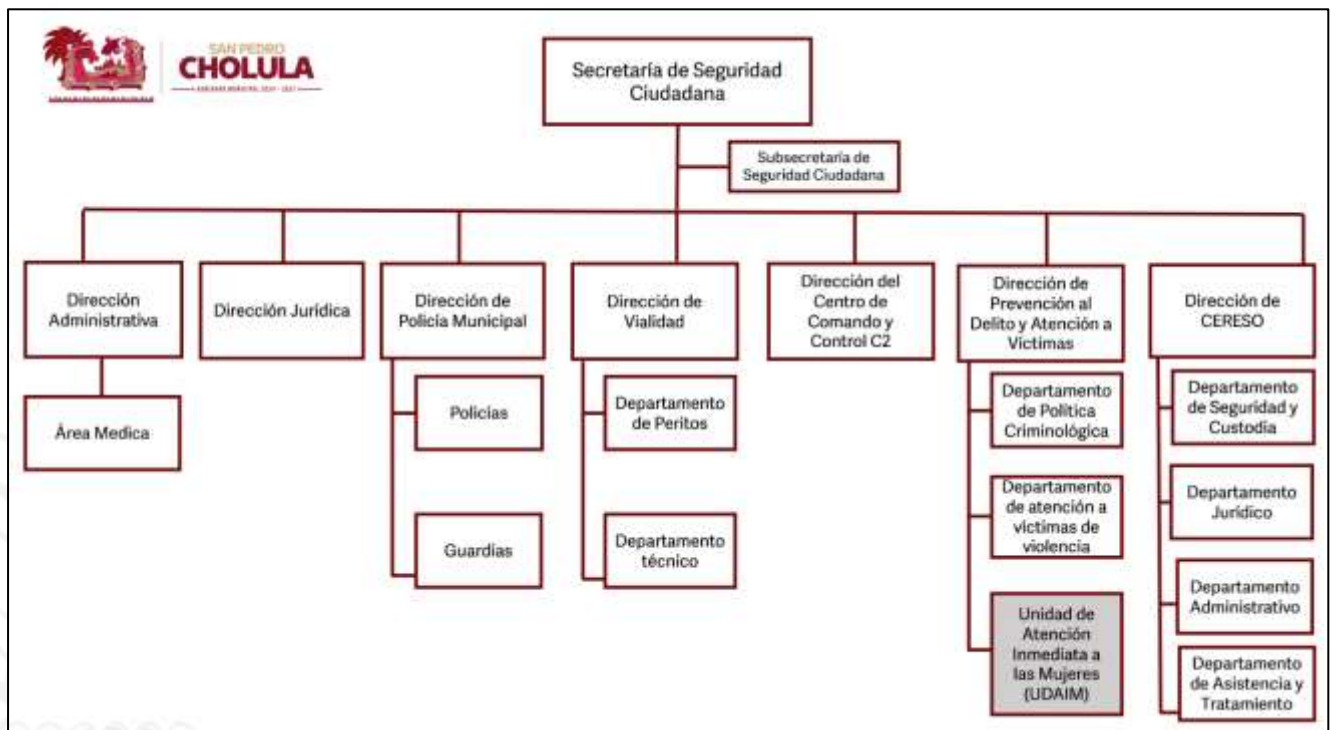 SAN PEDRO
CHOLULA
Secretaría de Seguridad
Ciudadana
Subsecretaría de
Seguridad Ciudadana
Dirección
Administrativa
Dirección Jurídica
Dirección de
Policía Municipal
Dirección de
Vialidad
Dirección del
Centro de
Comando y
Control C2
Dirección de
Prevención al
Delito y Atención a
Víctimas
Dirección de
CERESO
Área Medica
Policías
Guardías
Departamento
de Peritos
Departamento
técnico
Departamento
de Política
Criminológica
Departamento
de atención a
víctimas de
violencia
Unidad de
Atención
Inmediata a
las Mujeres
(UDAIM)
Departamento
de Seguridad y
Custodia
Departamento
Jurídico
Departamento
Administrativo
Departamento
de Asistencia y
Tratamiento